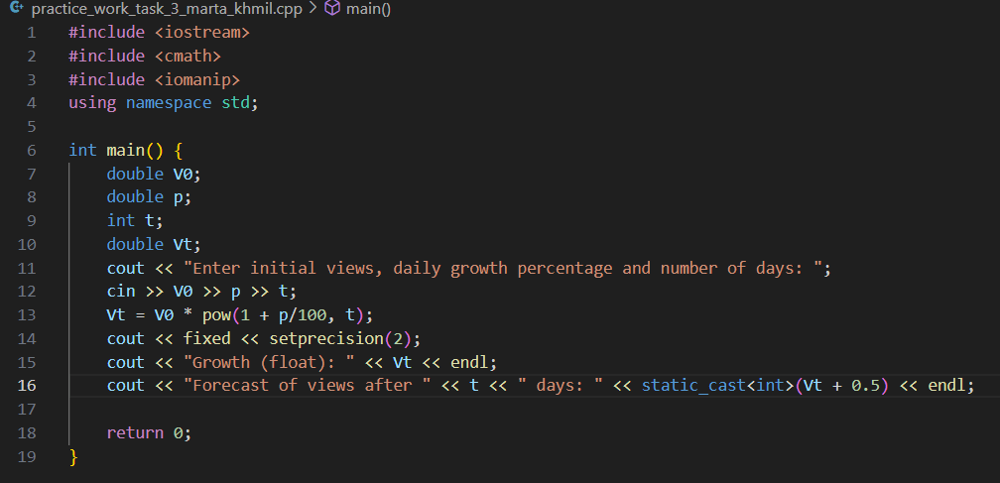 practice_work_task_3_marta_khmil.cpp > main()
1 #include <iostream>
2 #include <cmath>
3 #include <iomanip>
4 using namespace std;
5
6 int main() {
7 double V0;
8 double p;
9 int t;
10 double Vt;
11 cout << "Enter initial views, daily growth percentage and number of days: ";
12 cin >> V0 >> p >> t;
13 Vt = V0 * pow(1 + p/100, t);
14 cout << fixed << setprecision(2);
15 cout << "Growth (float): " << Vt << endl;
16 cout << "Forecast of views after " << t << " days: " << static_cast<int>(Vt + 0.5) << endl;
17
18 return 0;
19 }